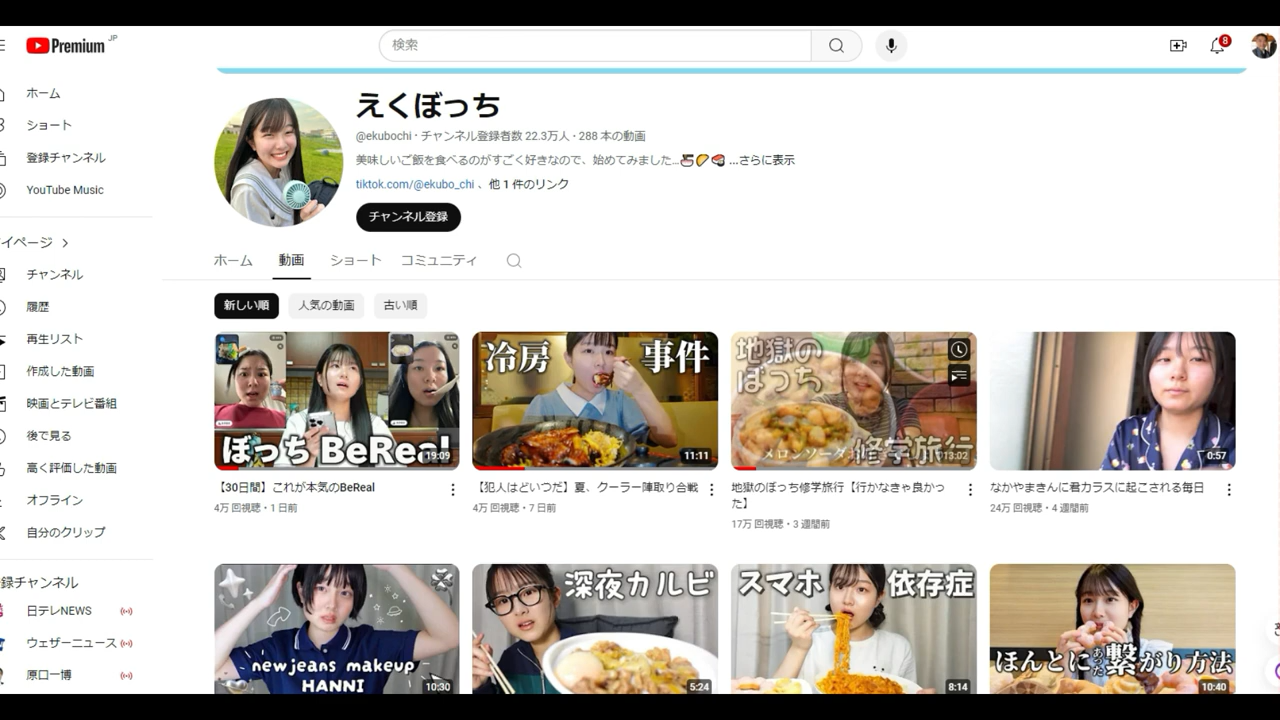 Premium JP
検索
8
ホーム
ショート
登録チャンネル
YouTube Music
イページ
チャンネル
履歴
再生リスト
作成した動画
映画とテレビ番組
後で見る
高く評価した動画
オフライン
自分のクリップ
録チャンネル
日テレNEWS
ウェザーニュース
原口一博
えくぼっち
@ekubochi・チャンネル登録者数 22.3万人・288 本の動画
美味しいご飯を食べるのがすごく好きなので、始めてみました... ...さらに表示
tiktok.com/@ekubo_chi 、他 1 件のリンク
チャンネル登録
ホーム 動画 ショート コミュニティ
新しい順 人気の動画 古い順
ぼっち BeReal
19:09
【30日間】これが本気のBeReal
4万 回視聴・1 日前
冷房 事件
11:11
【犯人はどいつだ】夏、クーラー陣取り合戦
4万 回視聴・7 日前
地獄の
ぼっち
修学旅行
13:02
地獄のぼっち修学旅行【行かなきゃ良かっ
た】
17万 回視聴・3 週間前
0:57
なかやまきんに君カラスに起こされる毎日
24万 回視聴・4 週間前
new jeans makeup
HANNI
10:30
深夜カルビ
5:24
スマホ 依存症
8:14
ほんとにあった繋がり方法
10:40